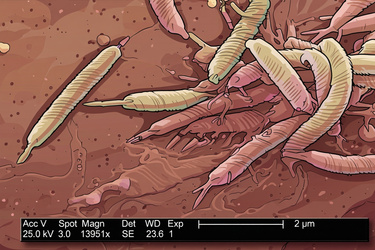 Acc V Spot Magn Det WD Exp 2 µm
25.0 kV 3.0 13951x SE 23.6 1